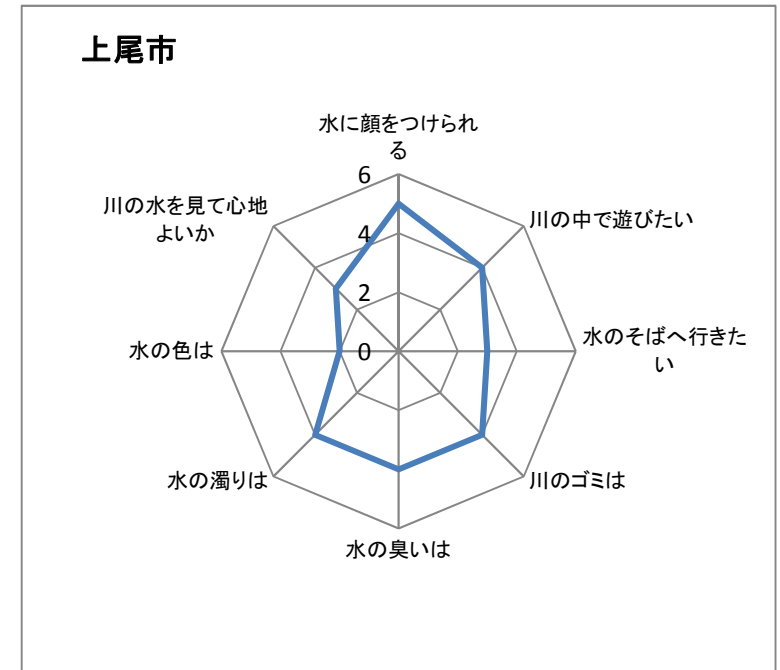 上尾市
水に顔をつけられ
る
6
川の水を見て心地
よいか
川の中で遊びたい
4
2
水の色は
0
水のそばへ行きた
い
水の濁りは
川のゴミは
水の臭いは